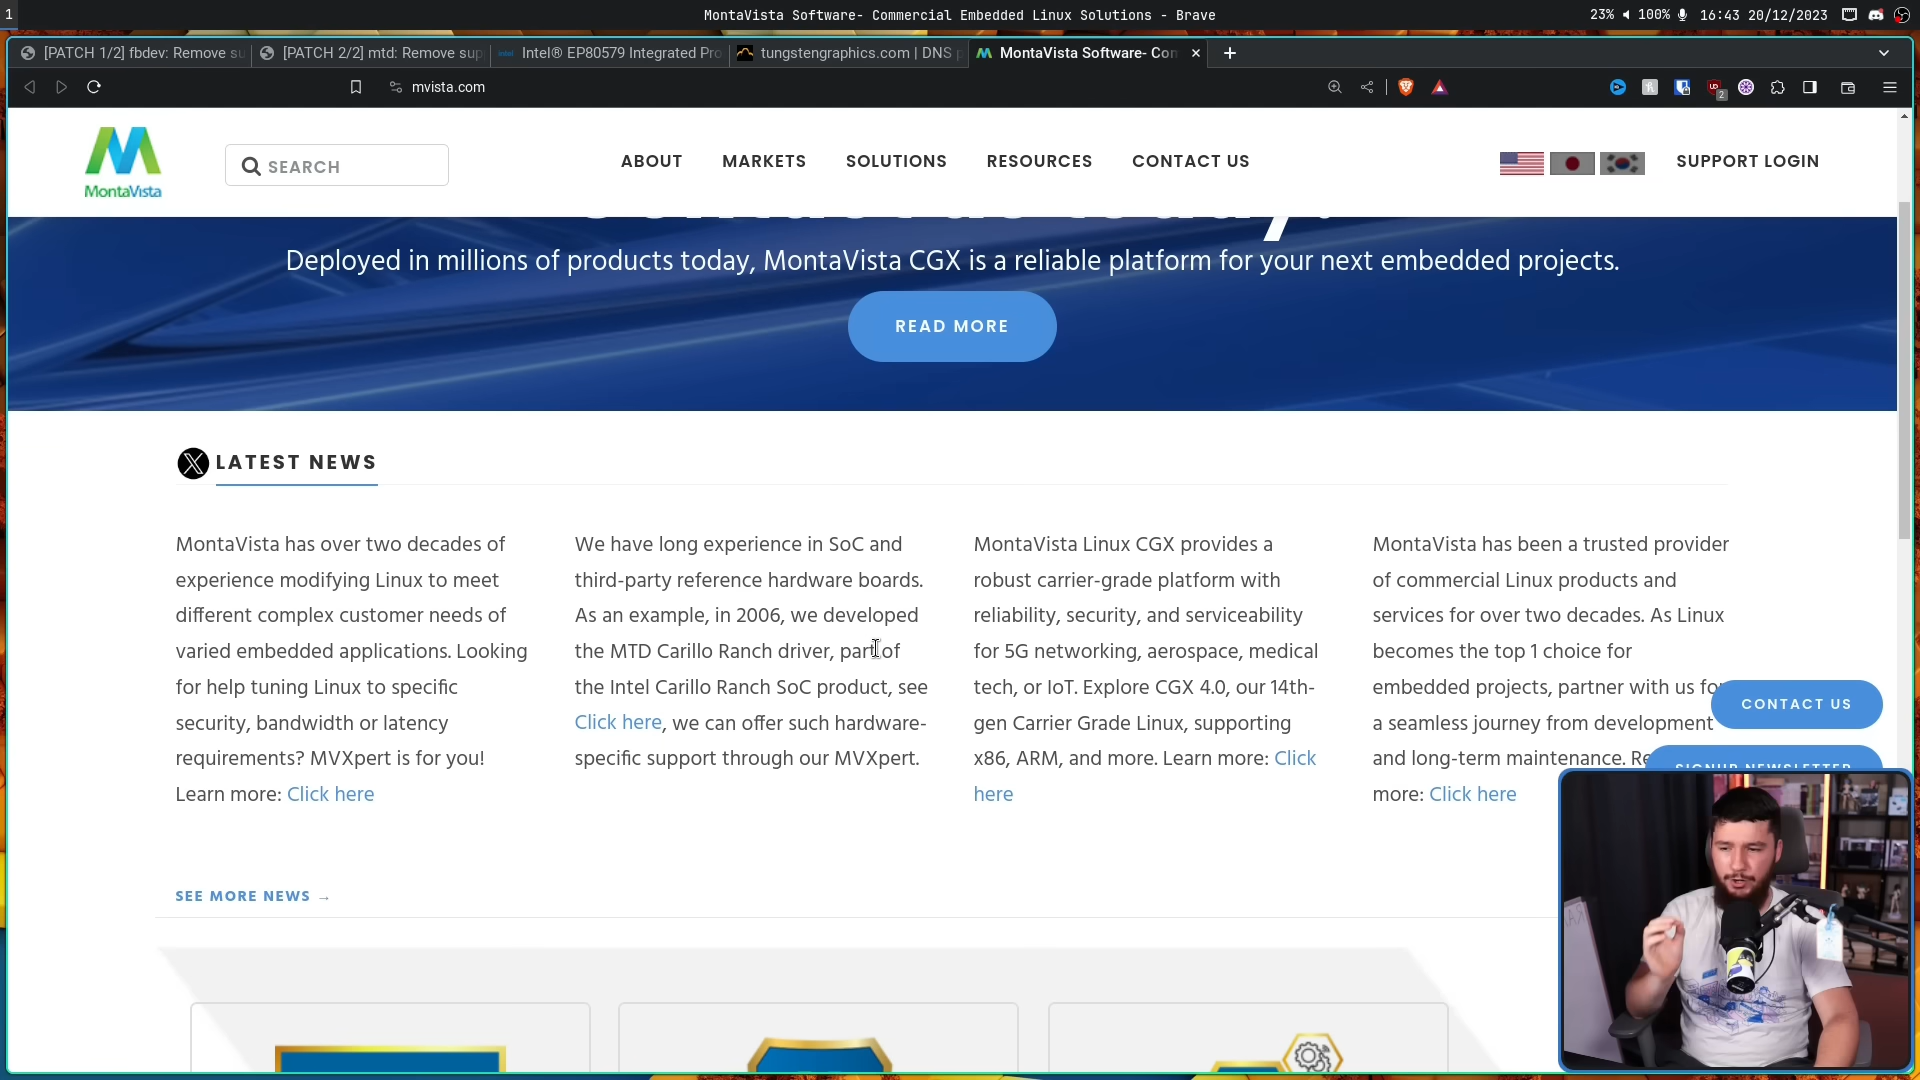 1
MontaVista Software- Commercial Embedded Linux Solutions - Brave
23% 100% 16:43 20/12/2023
[PATCH 1/2] fbdev: Remove su
[PATCH 2/2] mtd: Remove sup
Intel® EP80579 Integrated Pro
tungstengraphics.com | DNS p
MontaVista Software- Con
mvista.com
2
MontaVista
SEARCH
ABOUT
MARKETS
SOLUTIONS
RESOURCES
CONTACT US
SUPPORT LOGIN
Deployed in millions of products today, MontaVista CGX is a reliable platform for your next embedded projects.
READ MORE
LATEST NEWS
MontaVista has over two decades of
experience modifying Linux to meet
different complex customer needs of
varied embedded applications. Looking
for help tuning Linux to specific
security, bandwidth or latency
requirements? MVXpert is for you!
Learn more: Click here
We have long experience in SoC and
third-party reference hardware boards.
As an example, in 2006, we developed
the MTD Carillo Ranch driver, part of
the Intel Carillo Ranch SoC product, see
Click here, we can offer such hardware-
specific support through our MVXpert.
MontaVista Linux CGX provides a
robust carrier-grade platform with
reliability, security, and serviceability
for 5G networking, aerospace, medical
tech, or IoT. Explore CGX 4.0, our 14th-
gen Carrier Grade Linux, supporting
x86, ARM, and more. Learn more: Click
here
MontaVista has been a trusted provider
of commercial Linux products and
services for over two decades. As Linux
becomes the top 1 choice for
embedded projects, partner with us for
a seamless journey from development
and long-term maintenance. Re
more: Click here
CONTACT US
SIGNUP NEWSLETTER
SEE MORE NEWS →